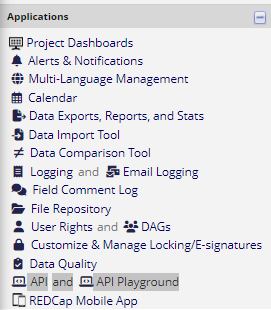 Applications
Project Dashboards
Alerts & Notifications
Multi-Language Management
Calendar
Data Exports, Reports, and Stats
Data Import Tool
Data Comparison Tool
Logging and Email Logging
Field Comment Log
File Repository
User Rights and DAGs
Customize & Manage Locking/E-signatures
Data Quality
API and API Playground
REDCap Mobile App